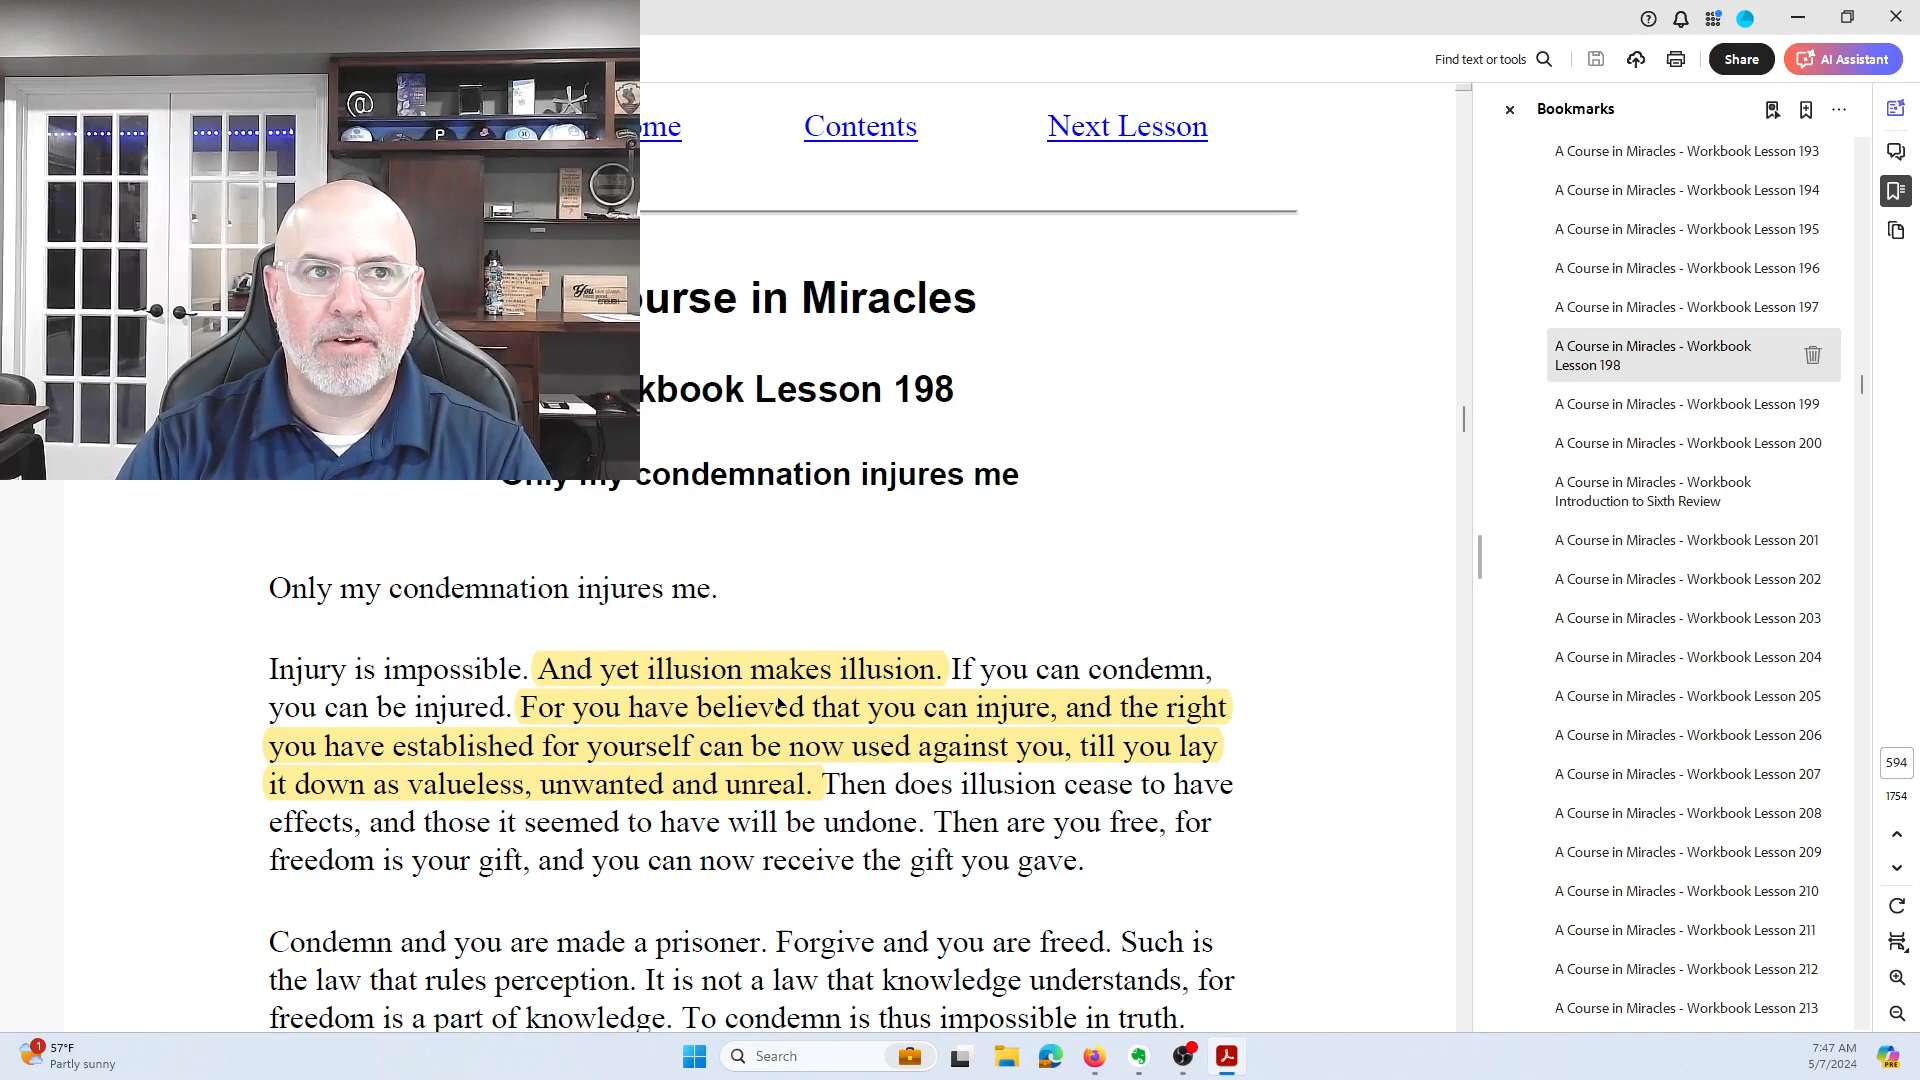 Find text or tools
Share
AI Assistant
ome
Contents
Next Lesson
ourse in Miracles
kbook Lesson 198
Only my condemnation injures me
Only my condemnation injures me.
Injury is impossible. And yet illusion makes illusion. If you can condemn,
you can be injured. For you have believed that you can injure, and the right
you have established for yourself can be now used against you, till you lay
it down as valueless, unwanted and unreal. Then does illusion cease to have
effects, and those it seemed to have will be undone. Then are you free, for
freedom is your gift, and you can now receive the gift you gave.
Condemn and you are made a prisoner. Forgive and you are freed. Such is
the law that rules perception. It is not a law that knowledge understands, for
freedom is a part of knowledge. To condemn is thus impossible in truth.
Bookmarks
A Course in Miracles - Workbook Lesson 193
A Course in Miracles - Workbook Lesson 194
A Course in Miracles - Workbook Lesson 195
A Course in Miracles - Workbook Lesson 196
A Course in Miracles - Workbook Lesson 197
A Course in Miracles - Workbook
Lesson 198
A Course in Miracles - Workbook Lesson 199
A Course in Miracles - Workbook Lesson 200
A Course in Miracles - Workbook
Introduction to Sixth Review
A Course in Miracles - Workbook Lesson 201
A Course in Miracles - Workbook Lesson 202
A Course in Miracles - Workbook Lesson 203
A Course in Miracles - Workbook Lesson 204
A Course in Miracles - Workbook Lesson 205
A Course in Miracles - Workbook Lesson 206
A Course in Miracles - Workbook Lesson 207
A Course in Miracles - Workbook Lesson 208
A Course in Miracles - Workbook Lesson 209
A Course in Miracles - Workbook Lesson 210
A Course in Miracles - Workbook Lesson 211
A Course in Miracles - Workbook Lesson 212
A Course in Miracles - Workbook Lesson 213
594
1754
@
P
You
ENOUGH
1
57°F
Partly sunny
Search
7:47 AM
5/7/2024
PRE